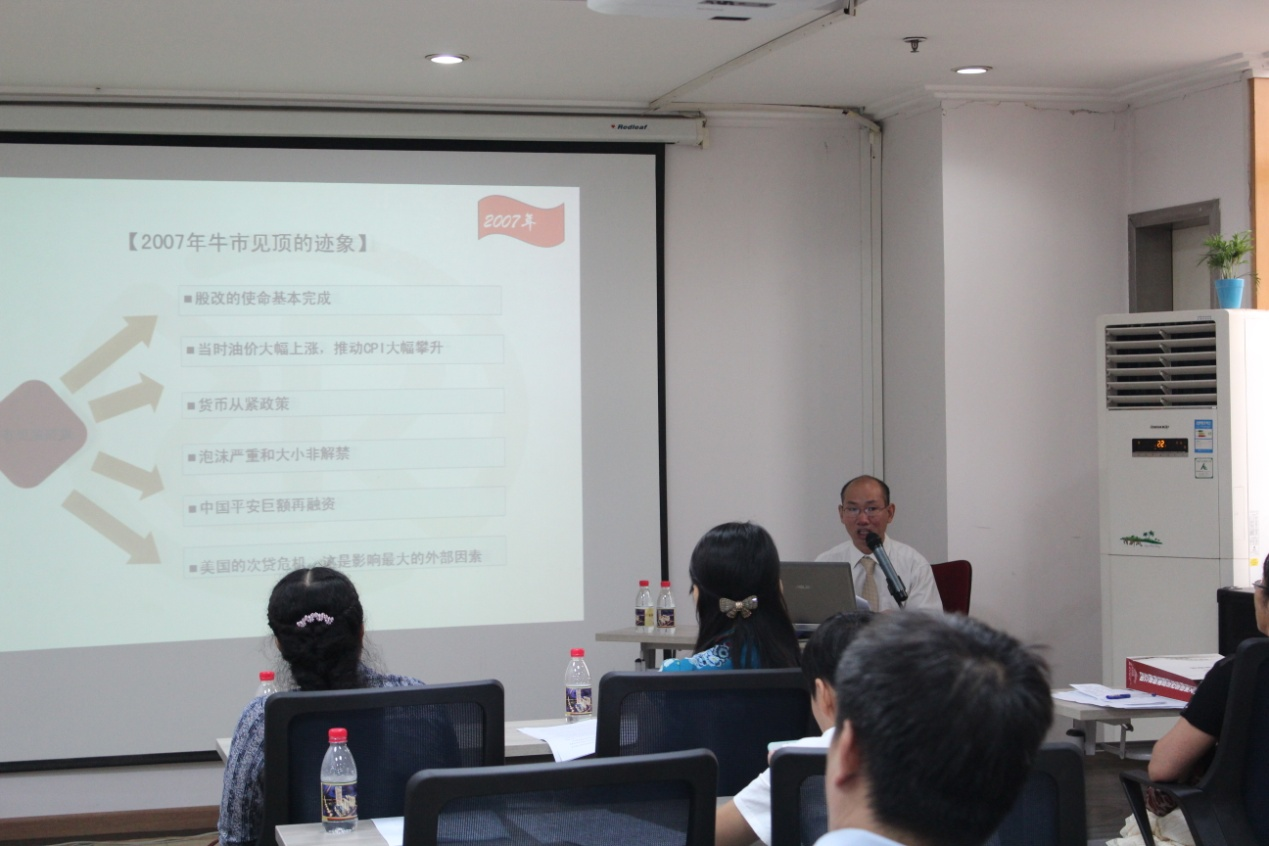 Redleaf
2007年
【2007年牛市见顶的迹象】
■股改的使命基本完成
■当时油价大幅上涨，推动CPI大幅攀升
■货币从紧政策
■泡沫严重和大小非解禁
■中国平安巨额再融资
■美国的次贷危机，这是影响最大的外部因素
ASUS
22